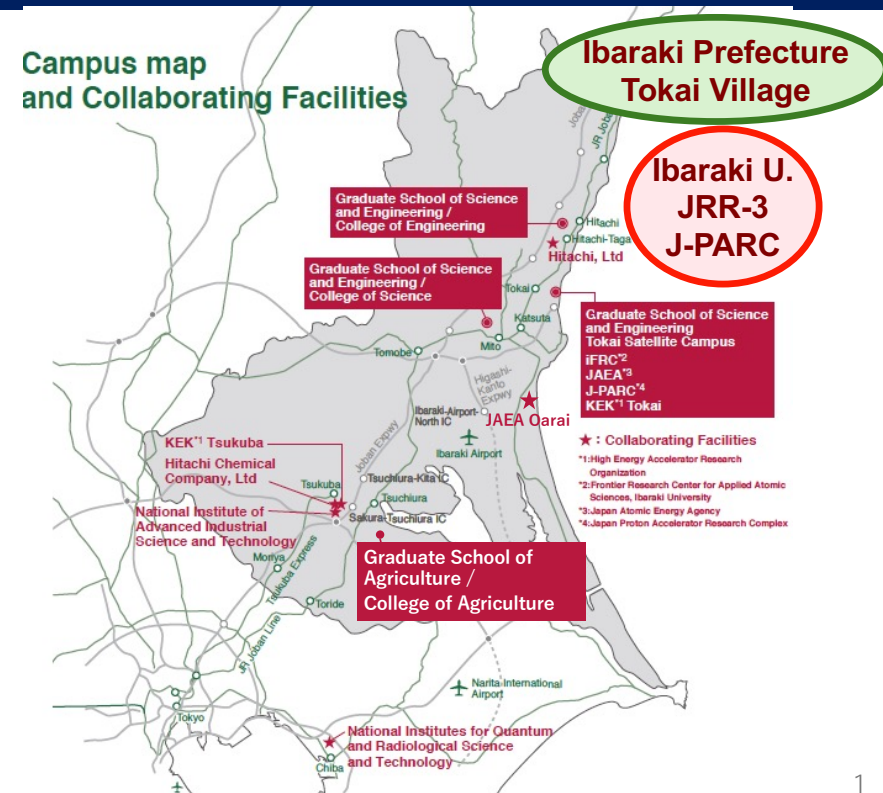 Campus map
and Collaborating Facilities
Ibaraki Prefecture
Tokai Village
Ibaraki U.
JRR-3
J-PARC
JR Joban
Graduate School of Science
and Engineering /
College of Engineering
Hitachi
Hitachi-Taga
Hitachi, Ltd
Graduate School of Science
and Engineering /
College of Science
Tokai
Katsuta
Mito
Tomobe
Graduate School of Science
and Engineering
Tokai Satellite Campus
iFRC*2
JAEA*3
J-PARC*4
KEK*1 Tokai
Higashi-
Kanto
Expwy
Ibaraki-Airport-
North IC
JAEA Oarai
Ibaraki Airport
Joban Expwy
★ : Collaborating Facilities
*1:High Energy Accelerator Research
Organization
*2:Frontier Research Center for Applied Atomic
Sciences, Ibaraki University
*3:Japan Atomic Energy Agency
*4:Japan Proton Accelerator Research Complex
KEK*1 Tsukuba
Hitachi Chemical
Company, Ltd
National Institute of
Advanced Industrial
Science and Technology
Tsukuba
Tsuchiura-Kita IC
Tsuchiura
Sakura-Tsuchiura IC
Moriya
Tsukuba Express
Toride
Graduate School of
Agriculture /
College of Agriculture
JR Joban Line
Narita-International
Airport
Tokyo
National Institutes for Quantum
and Radiological Science
and Technology
Chiba
1